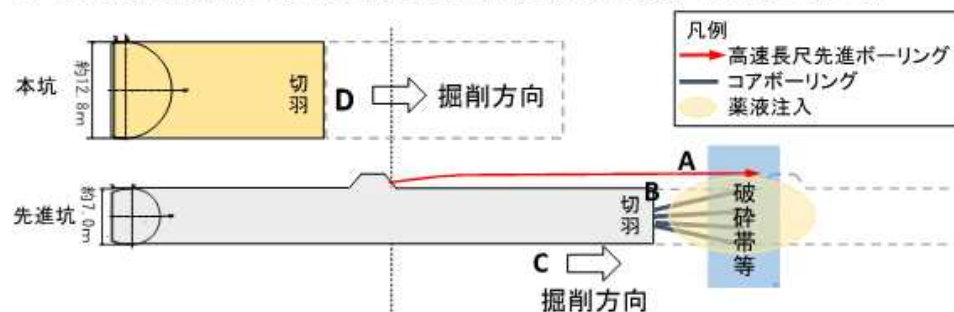 凡例
高速長尺先進ボーリング
コアボーリング
薬液注入
本坑
約12.8m
切羽
D
掘削方向
A
先進坑
約7.0m
切羽
B
破砕帯等
C
掘削方向